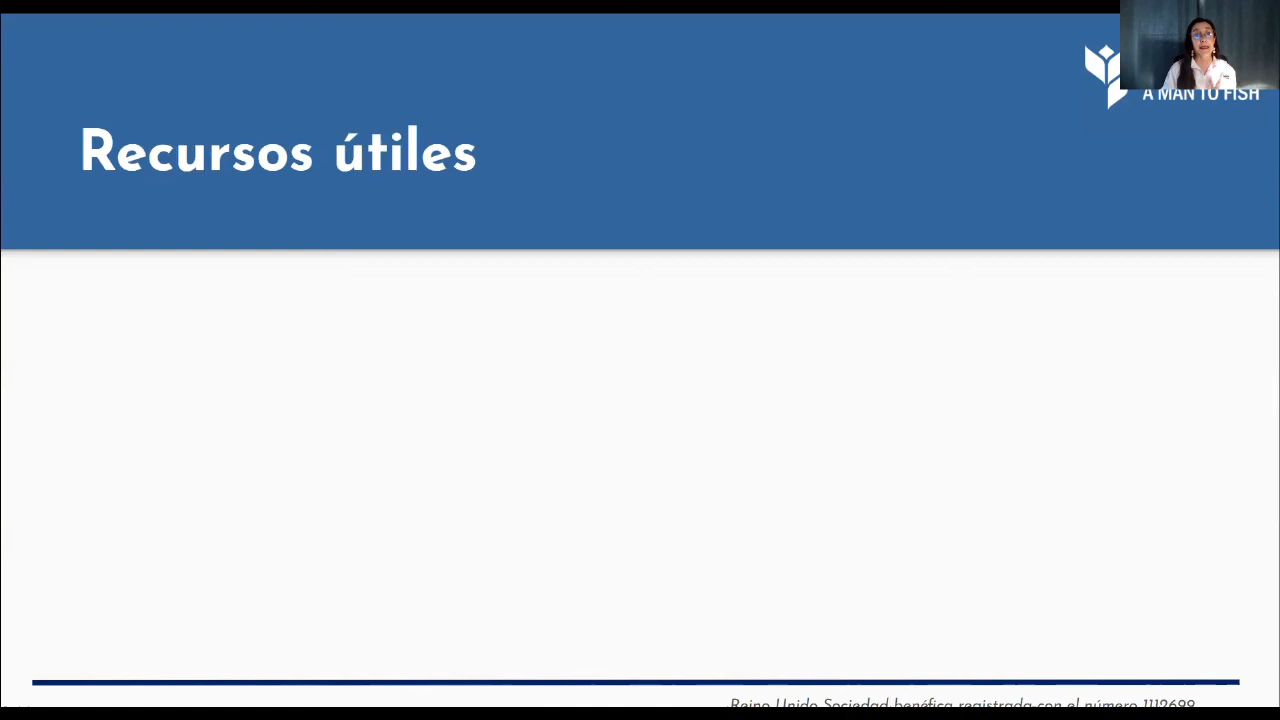 A MAN TO FISH
Recursos útiles
Reino Unido Sociedad benéfica registrada con el número 1112699